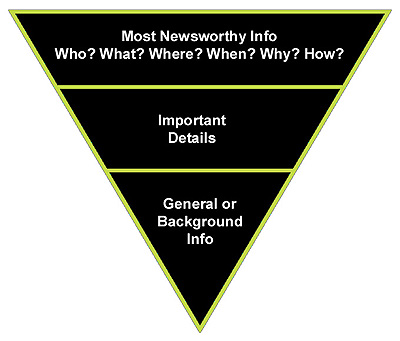 Most Newsworthy Info
Who? What? Where? When? Why? How?
Important
Details
General or
Background
Info